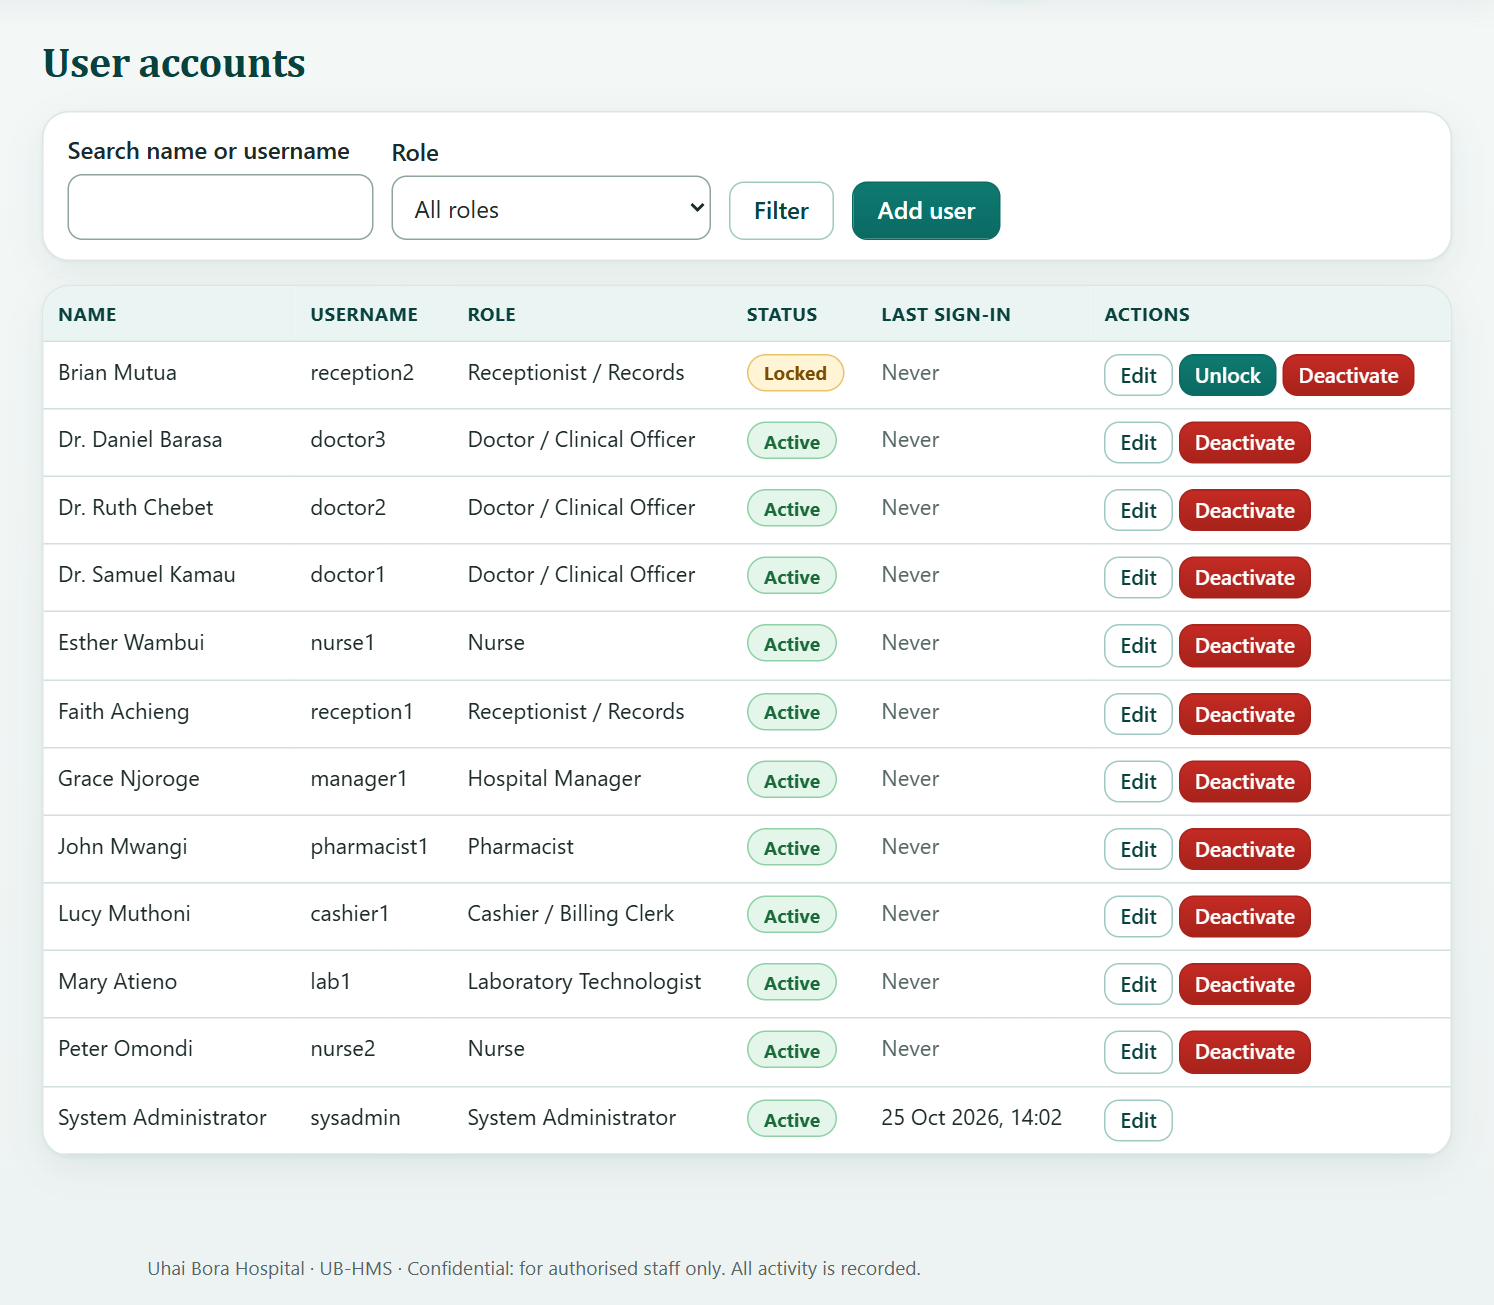 User accounts
Search name or username Role
All roles Filter Add user
NAME USERNAME ROLE STATUS LAST SIGN-IN ACTIONS
Brian Mutua reception2 Receptionist / Records Locked Never Edit Unlock Deactivate
Dr. Daniel Barasa doctor3 Doctor / Clinical Officer Active Never Edit Deactivate
Dr. Ruth Chebet doctor2 Doctor / Clinical Officer Active Never Edit Deactivate
Dr. Samuel Kamau doctor1 Doctor / Clinical Officer Active Never Edit Deactivate
Esther Wambui nurse1 Nurse Active Never Edit Deactivate
Faith Achieng reception1 Receptionist / Records Active Never Edit Deactivate
Grace Njoroge manager1 Hospital Manager Active Never Edit Deactivate
John Mwangi pharmacist1 Pharmacist Active Never Edit Deactivate
Lucy Muthoni cashier1 Cashier / Billing Clerk Active Never Edit Deactivate
Mary Atieno lab1 Laboratory Technologist Active Never Edit Deactivate
Peter Omondi nurse2 Nurse Active Never Edit Deactivate
System Administrator sysadmin System Administrator Active 25 Oct 2026, 14:02 Edit
Uhai Bora Hospital · UB-HMS · Confidential: for authorised staff only. All activity is recorded.